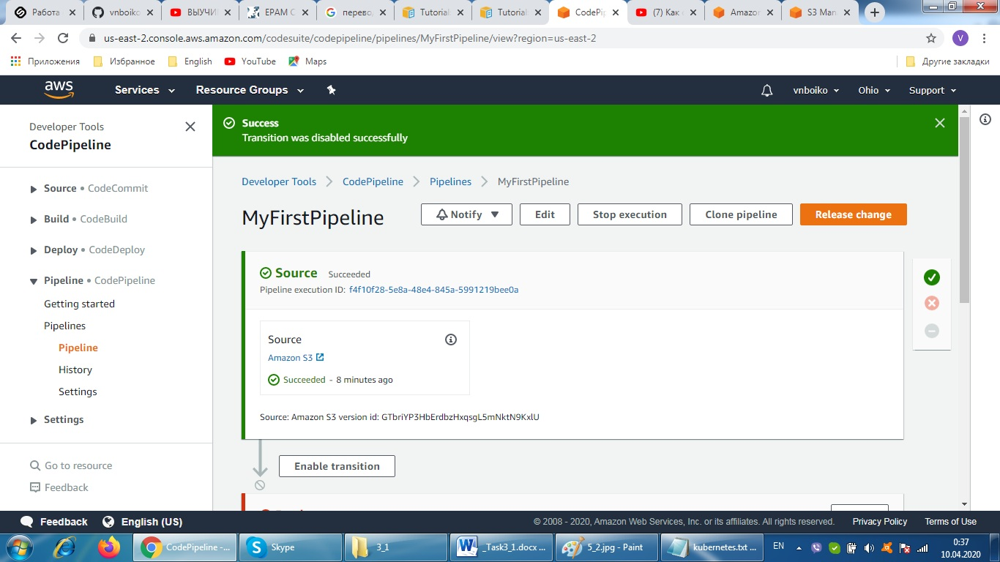 Работа
vnboiko
ВЫУЧИ
EPAM C
перево
Tutorial
Tutorial
CodePip
(7) Как
Amazon
S3 Man
us-east-2.console.aws.amazon.com/codesuite/codepipeline/pipelines/MyFirstPipeline/view?region=us-east-2
V
Приложения
Избранное
English
YouTube
Maps
Другие закладки
aws
Services
Resource Groups
vnboiko
Ohio
Support
Developer Tools
CodePipeline
Source • CodeCommit
Build • CodeBuild
Deploy • CodeDeploy
Pipeline • CodePipeline
Getting started
Pipelines
Pipeline
History
Settings
Settings
Go to resource
Feedback
Success
Transition was disabled successfully
Developer Tools
CodePipeline
Pipelines
MyFirstPipeline
MyFirstPipeline
Notify
Edit
Stop execution
Clone pipeline
Release change
Source Succeeded
Pipeline execution ID: f4f10f28-5e8a-48e4-845a-5991219bee0a
Source
Amazon S3
Succeeded - 8 minutes ago
Source: Amazon S3 version id: GTbriYP3HbErdbzHxqsgL5mNktN9KxlU
Enable transition
Feedback
English (US)
© 2008 - 2020, Amazon Web Services, Inc. or its affiliates. All rights reserved.
Privacy Policy
Terms of Use
CodePipeline -...
Skype
3_1
_Task3_1.docx ...
5_2.jpg - Paint
kubernetes.txt ...
EN
0:37
10.04.2020